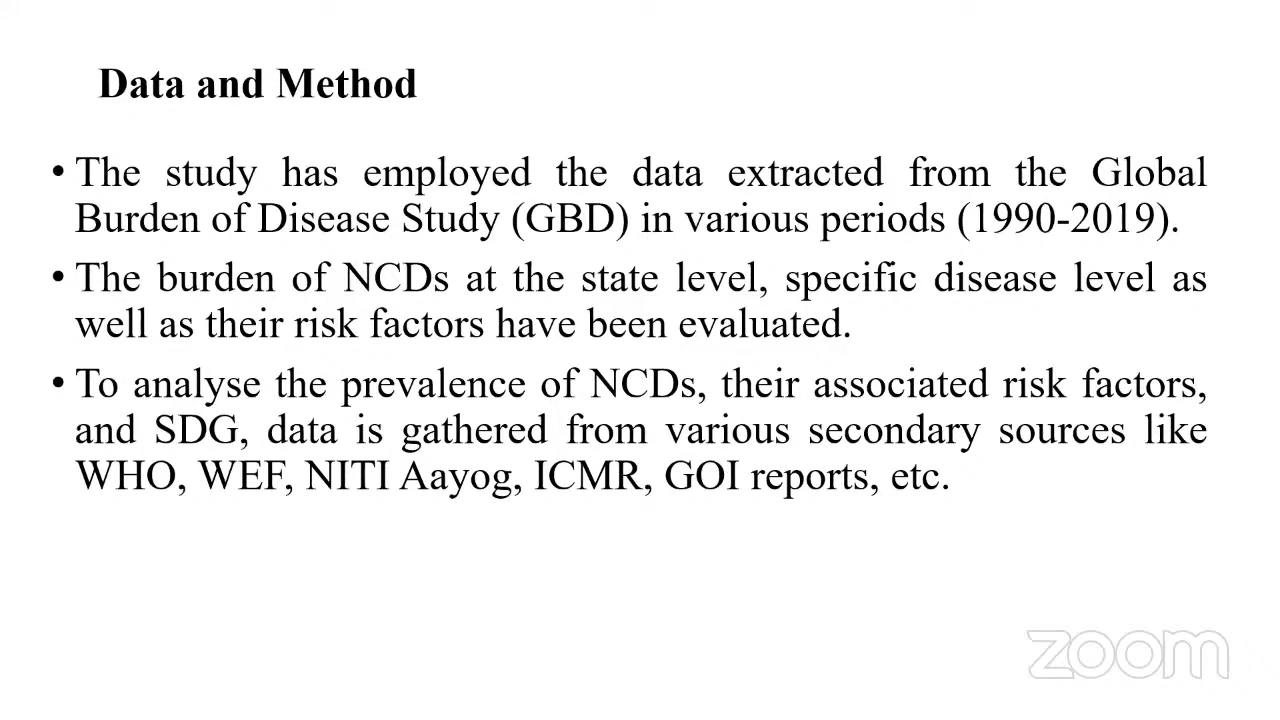 Data and Method
• The study has employed the data extracted from the Global
Burden of Disease Study (GBD) in various periods (1990-2019).
• The burden of NCDs at the state level, specific disease level as
well as their risk factors have been evaluated.
• To analyse the prevalence of NCDs, their associated risk factors,
and SDG, data is gathered from various secondary sources like
WHO, WEF, NITI Aayog, ICMR, GOI reports, etc.
zoom